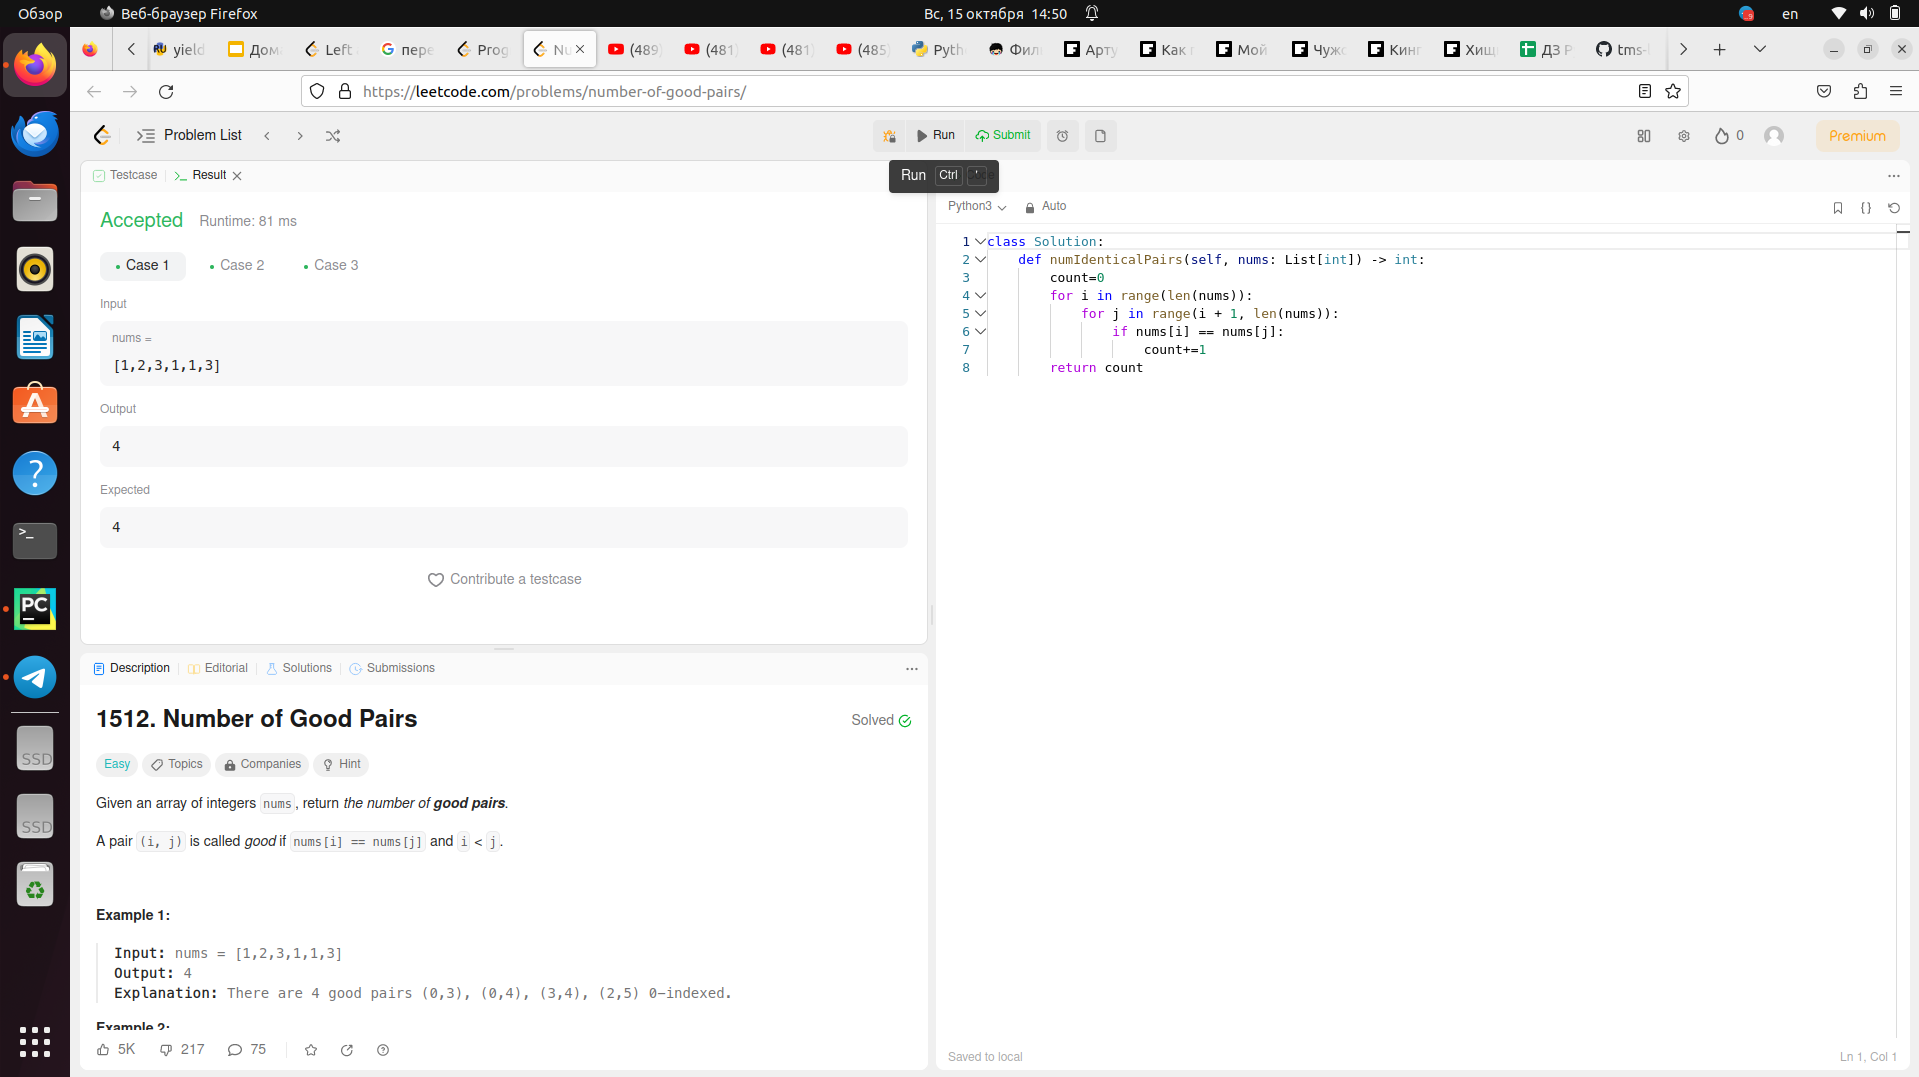 Обзор
Веб-браузер Firefox
Вс, 15 октября 14:50
en
yield
Дом
Left
пере
Prog
Nu
(489)
(481)
(481)
(485)
Pyth
Фил
Арту
Как
Мой
Чуж
Кинг
Хищ
ДЗ Р
tms-
https://leetcode.com/problems/number-of-good-pairs/
Problem List
Run
Submit
0
Premium
Run Ctrl '
Testcase
Result
Accepted
Runtime: 81 ms
Case 1
Case 2
Case 3
Input
nums =
[1,2,3,1,1,3]
Output
4
Expected
4
Contribute a testcase
Description
Editorial
Solutions
Submissions
1512. Number of Good Pairs
Solved
Easy
Topics
Companies
Hint
Given an array of integers nums, return the number of good pairs.
A pair (i, j) is called good if nums[i] == nums[j] and i < j.
Example 1:
Input: nums = [1,2,3,1,1,3]
Output: 4
Explanation: There are 4 good pairs (0,3), (0,4), (3,4), (2,5) 0-indexed.
Example 2:
5K
217
75
Python3
Auto
1 class Solution:
2 def numIdenticalPairs(self, nums: List[int]) -> int:
3 count=0
4 for i in range(len(nums)):
5 for j in range(i + 1, len(nums)):
6 if nums[i] == nums[j]:
7 count+=1
8 return count
Saved to local
Ln 1, Col 1
SSD
SSD
PC